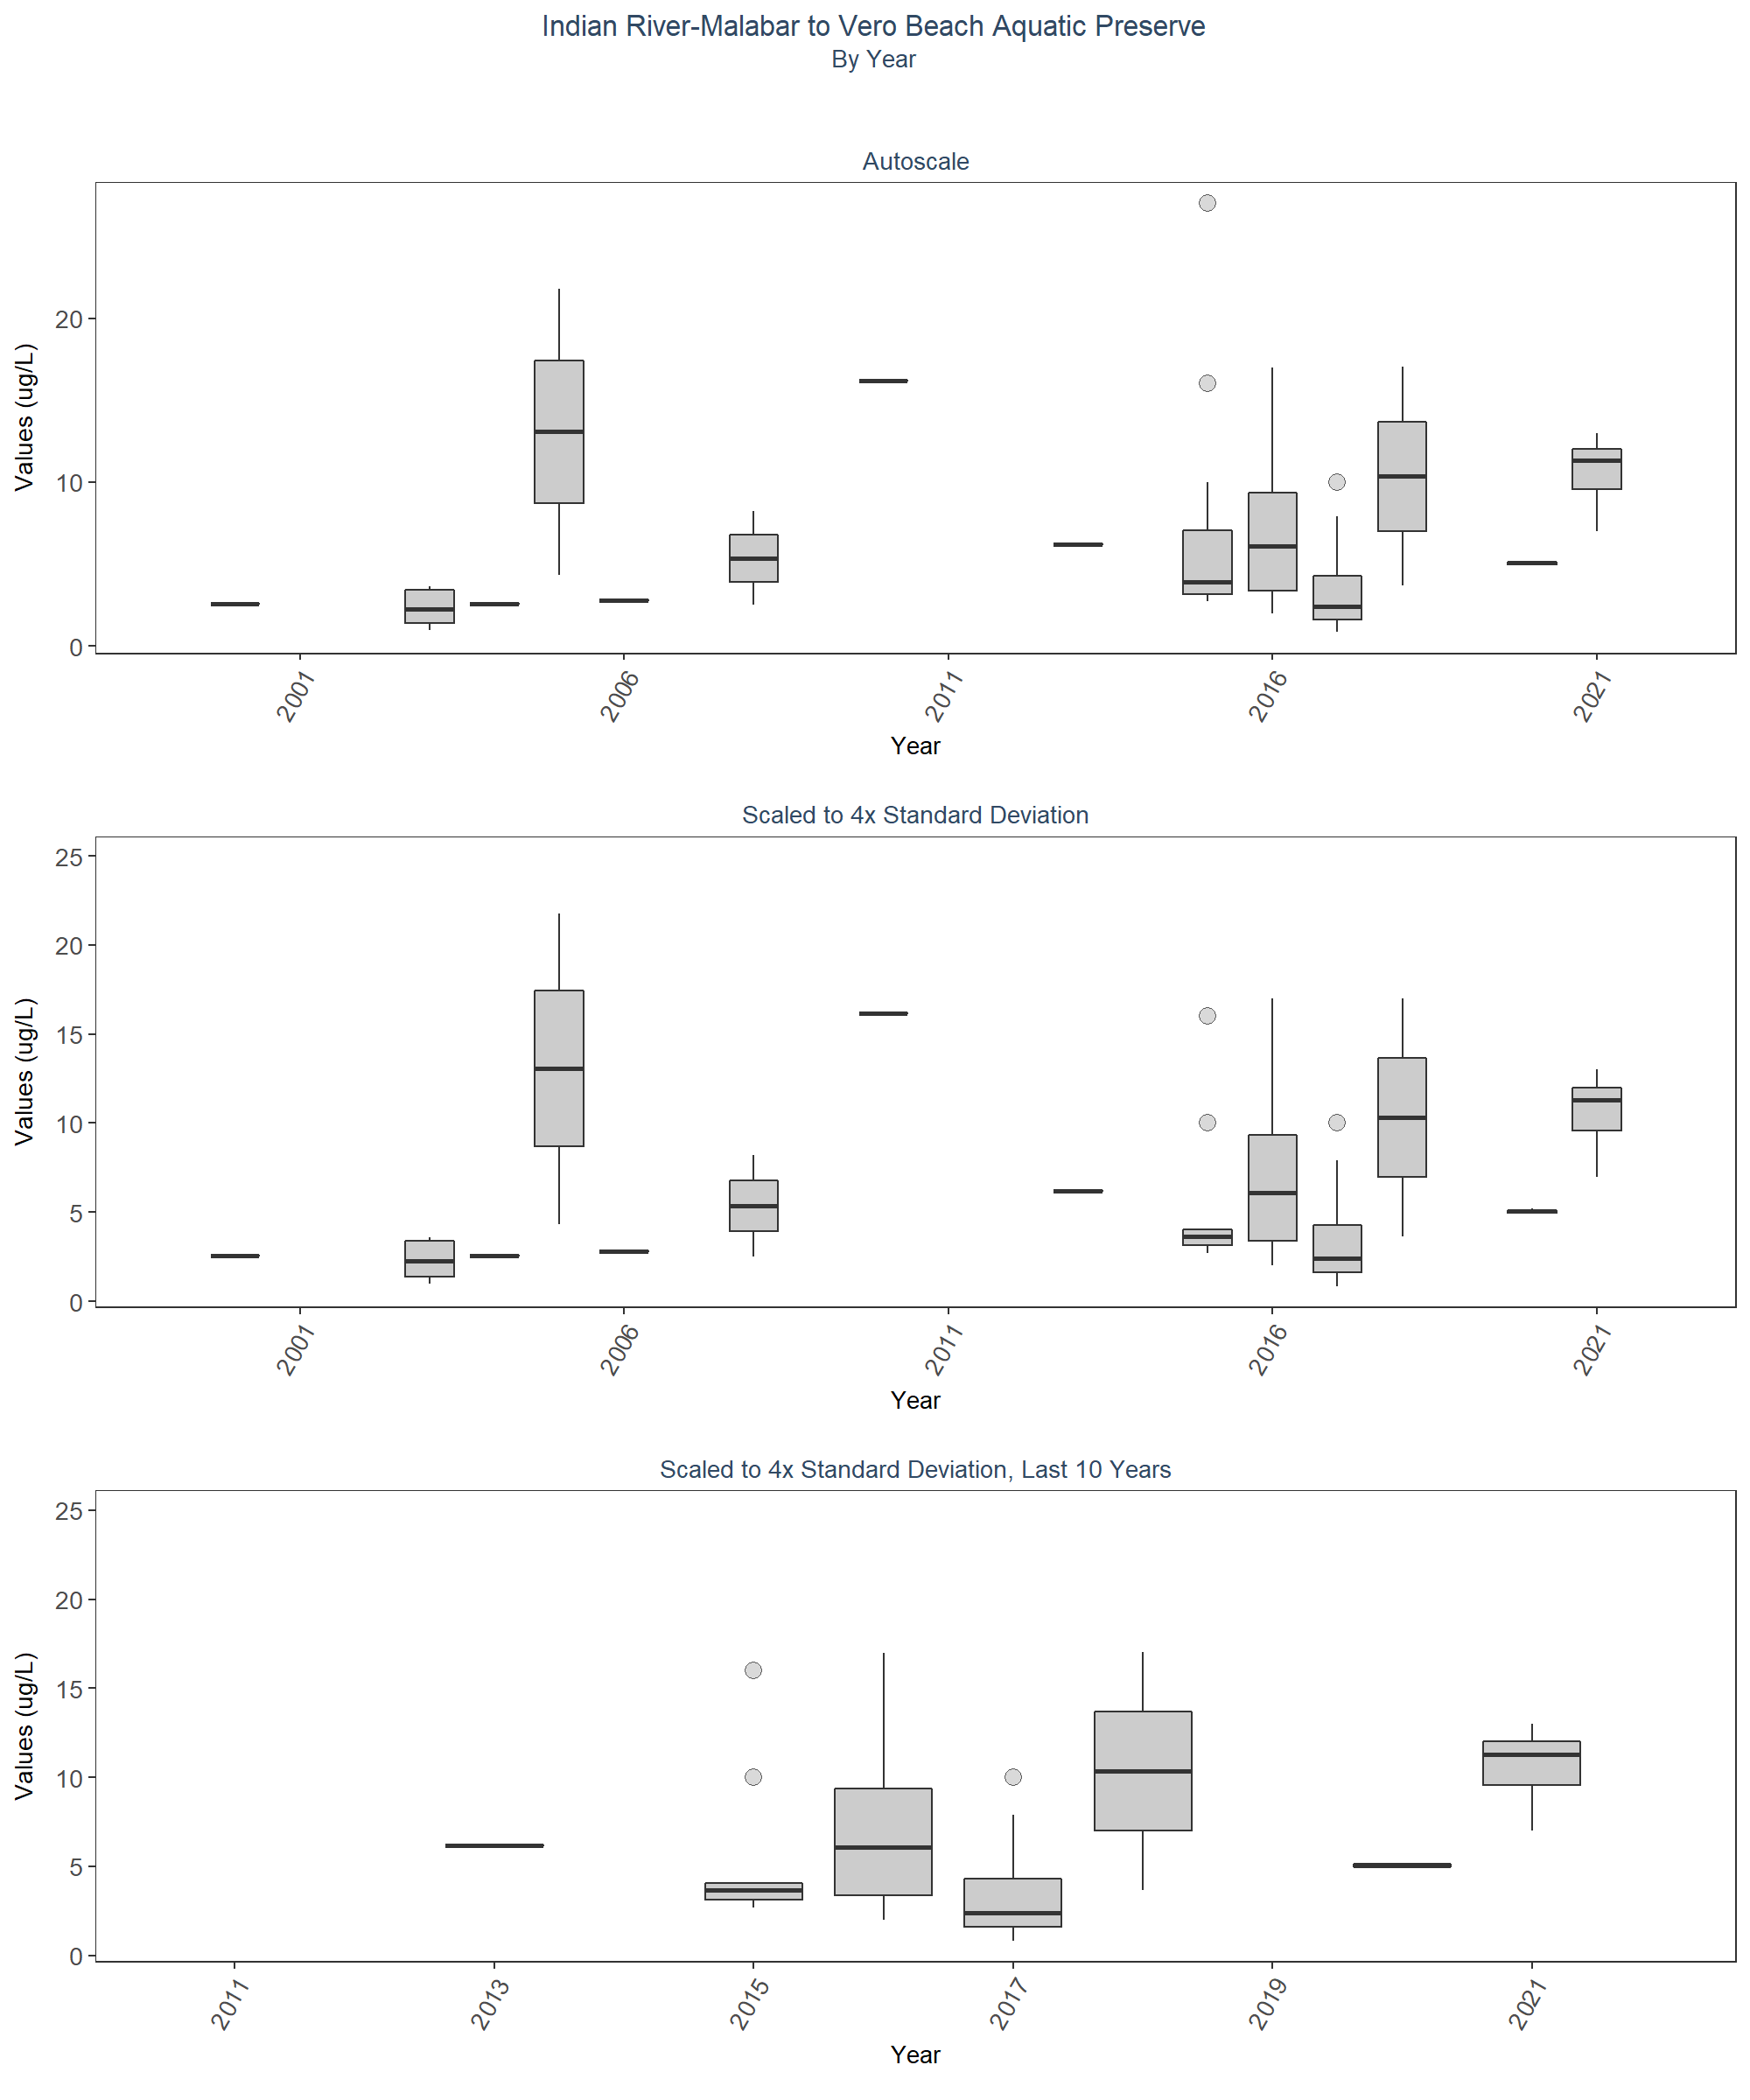 Indian River-Malabar to Vero Beach Aquatic Preserve
By Year
Autoscale
Values (ug/L)
20
10
0
2001
2006
2011
2016
2021
Year
Scaled to 4x Standard Deviation
Values (ug/L)
25
20
15
10
5
0
2001
2006
2011
2016
2021
Year
Scaled to 4x Standard Deviation, Last 10 Years
Values (ug/L)
25
20
15
10
5
0
2011
2013
2015
2017
2019
2021
Year